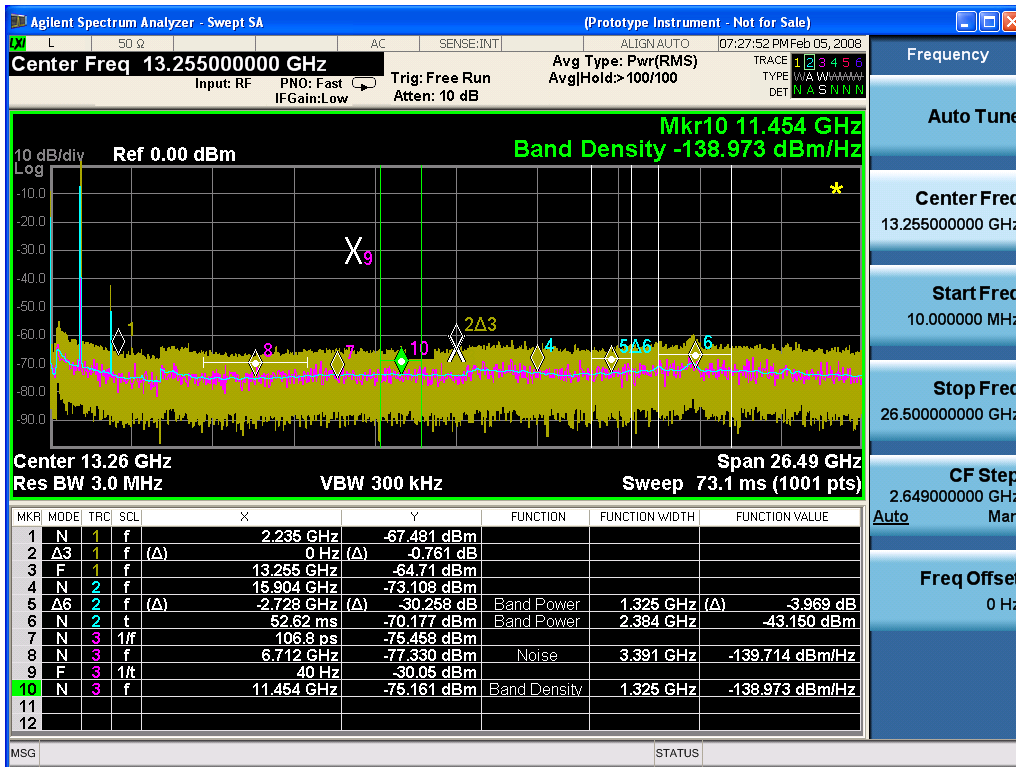 Agilent Spectrum Analyzer - Swept SA (Prototype Instrument - Not for Sale)
LXI L 50 Ω AC SENSE:INT ALIGN AUTO 07:27:52 PM Feb 05, 2008
Center Freq 13.255000000 GHz
Input: RF PNO: Fast
IFGain:Low
Trig: Free Run
Atten: 10 dB
Avg Type: Pwr(RMS)
Avg|Hold:>100/100
TRACE 1 2 3 4 5 6
TYPE W A W W W W
DET N A S N N N
Mkr10 11.454 GHz
Band Density -138.973 dBm/Hz
10 dB/div
Log
Ref 0.00 dBm
-10.0
-20.0
-30.0
-40.0
-50.0
-60.0
-70.0
-80.0
-90.0
*
X9
1
2Δ3
8
7
10
4
5Δ6
6
Center 13.26 GHz Span 26.49 GHz
Res BW 3.0 MHz VBW 300 kHz Sweep 73.1 ms (1001 pts)
MKR MODE TRC SCL X Y FUNCTION FUNCTION WIDTH FUNCTION VALUE
1 N 1 f 2.235 GHz -67.481 dBm
2 Δ3 1 f (Δ) 0 Hz (Δ) -0.761 dB
3 F 1 f 13.255 GHz -64.71 dBm
4 N 2 f 15.904 GHz -73.108 dBm
5 Δ6 2 f (Δ) -2.728 GHz (Δ) -30.258 dB Band Power 1.325 GHz (Δ) -3.969 dB
6 N 2 t 52.62 ms -70.177 dBm Band Power 2.384 GHz -43.150 dBm
7 N 3 1/f 106.8 ps -75.458 dBm
8 N 3 f 6.712 GHz -77.330 dBm Noise 3.391 GHz -139.714 dBm/Hz
9 F 3 1/t 40 Hz -30.05 dBm
10 N 3 f 11.454 GHz -75.161 dBm Band Density 1.325 GHz -138.973 dBm/Hz
11
12
MSG STATUS
Frequency
Auto Tune
Center Freq
13.255000000 GHz
Start Freq
10.000000 MHz
Stop Freq
26.500000000 GHz
CF Step
2.649000000 GHz
Auto Man
Freq Offset
0 Hz